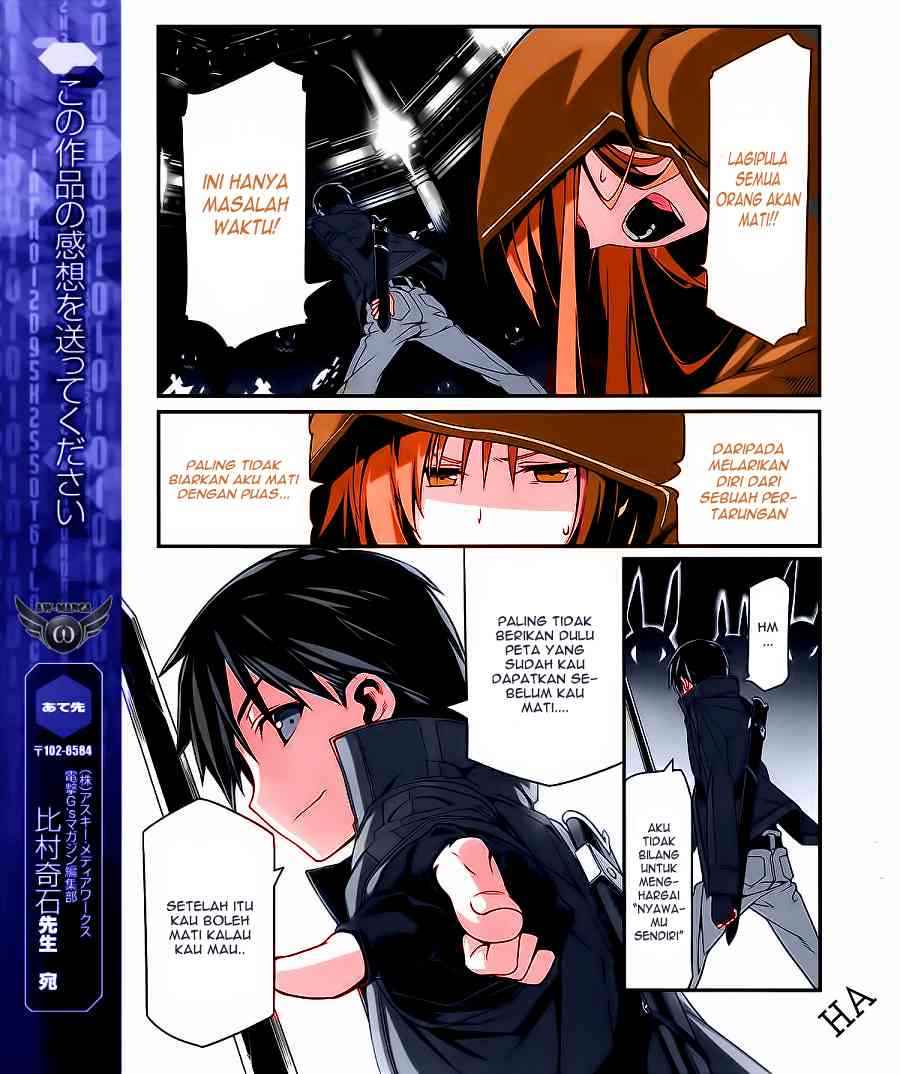 LAGIPULA
SEMUA
ORANG AKAN
MATI!!
INI HANYA
MASALAH
WAKTU!
DARIPADA
MELARIKAN
DIRI DARI
SEBUAH PER-
TARUNGAN
PALING TIDAK
BIARKAN AKU MATI
DENGAN PUAS...
HM
...
AKU
TIDAK
BILANG
UNTUK
MENG-
HARGAI
"NYAWA-
MU
SENDIRI"
PALING TIDAK
BERIKAN DULU
PETA YANG
SUDAH KAU
DAPATKAN SE-
BELUM KAU
MATI....
SETELAH ITU
KAU BOLEH
MATI KALAU
KAU MAU..
HA
この作品の感想を送ってください
AW-MANGA
ω
あて先
〒102-8584
(株)アスキー・メディアワークス
電撃G'sマガジン編集部
比村奇石先生 宛